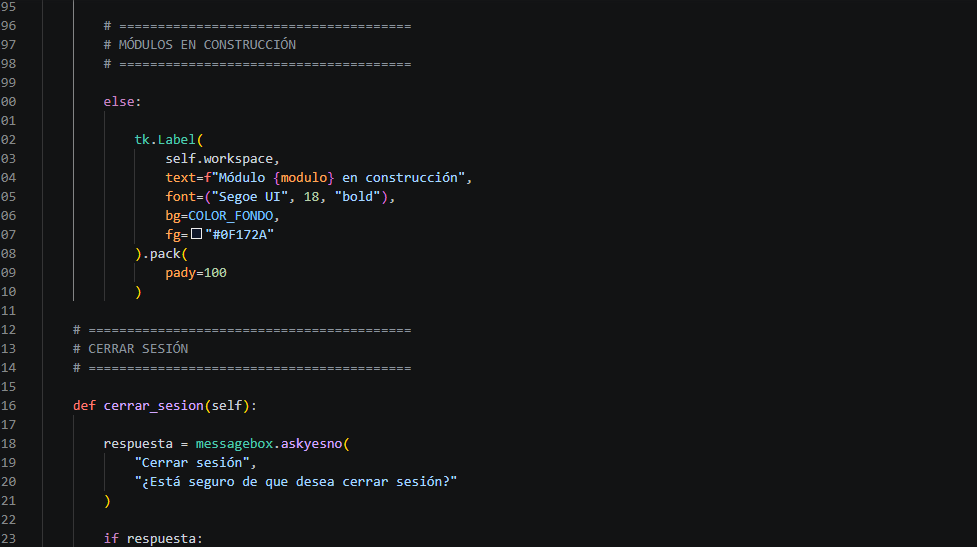 95
96 # ======================================
97 # MÓDULOS EN CONSTRUCCIÓN
98 # ======================================
99
00 else:
01
02 tk.Label(
03 self.workspace,
04 text=f"Módulo {modulo} en construcción",
05 font=("Segoe UI", 18, "bold"),
06 bg=COLOR_FONDO,
07 fg="#0F172A"
08 ).pack(
09 pady=100
10 )
11
12 # ==========================================
13 # CERRAR SESIÓN
14 # ==========================================
15
16 def cerrar_sesion(self):
17
18 respuesta = messagebox.askyesno(
19 "Cerrar sesión",
20 "¿Está seguro de que desea cerrar sesión?"
21 )
22
23 if respuesta: